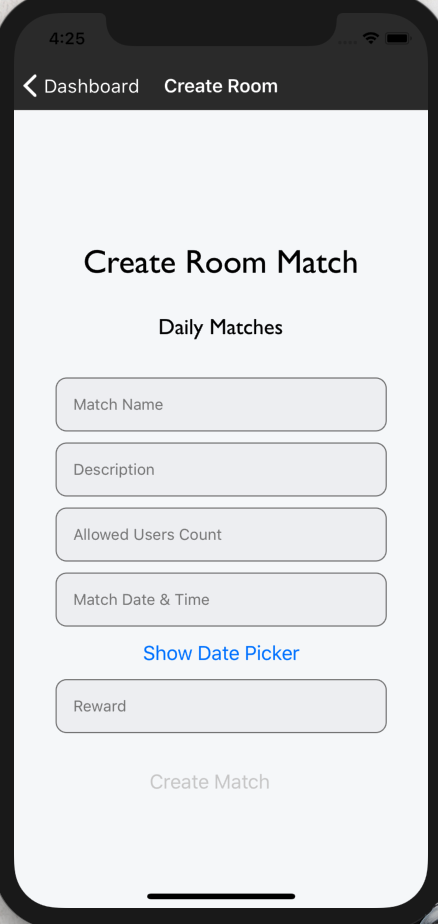 4:25
Dashboard Create Room
Create Room Match
Daily Matches
Match Name
Description
Allowed Users Count
Match Date & Time
Show Date Picker
Reward
Create Match